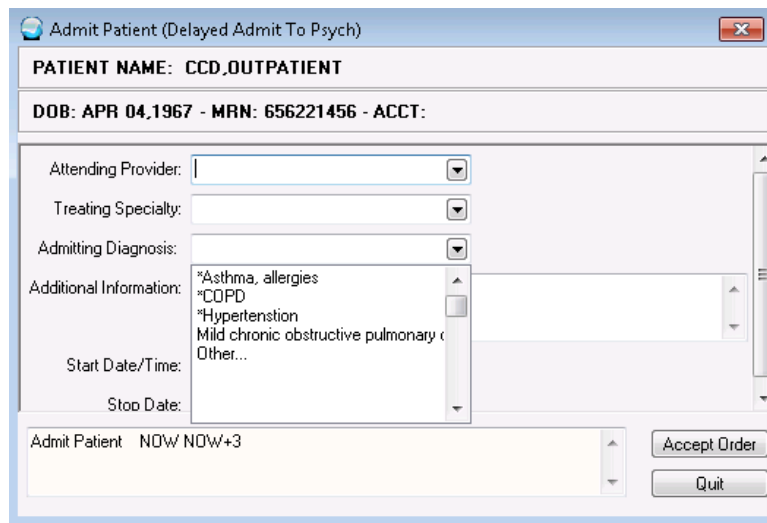 Admit Patient (Delayed Admit To Psych)
PATIENT NAME: CCD,OUTPATIENT
DOB: APR 04,1967 - MRN: 656221456 - ACCT:
Attending Provider:
Treating Specialty:
Admitting Diagnosis:
*Asthma, allergies
*COPD
*Hypertenstion
Mild chronic obstructive pulmonary
Other...
Additional Information:
Start Date/Time:
Stop Date:
Admit Patient NOW NOW+3
Accept Order
Quit